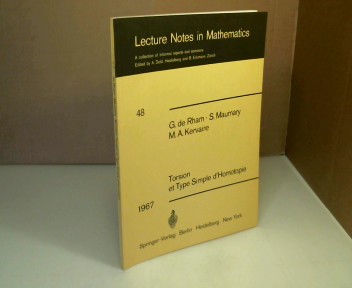 Lecture Notes in Mathematics
A collection of informal reports and seminars
Edited by A. Dold, Heidelberg and B. Eckmann, Zürich
48
G. de Rham · S. Maumary
M. A. Kervaire
Torsion
et Type Simple d'Homotopie
1967
Springer-Verlag Berlin · Heidelberg · New York